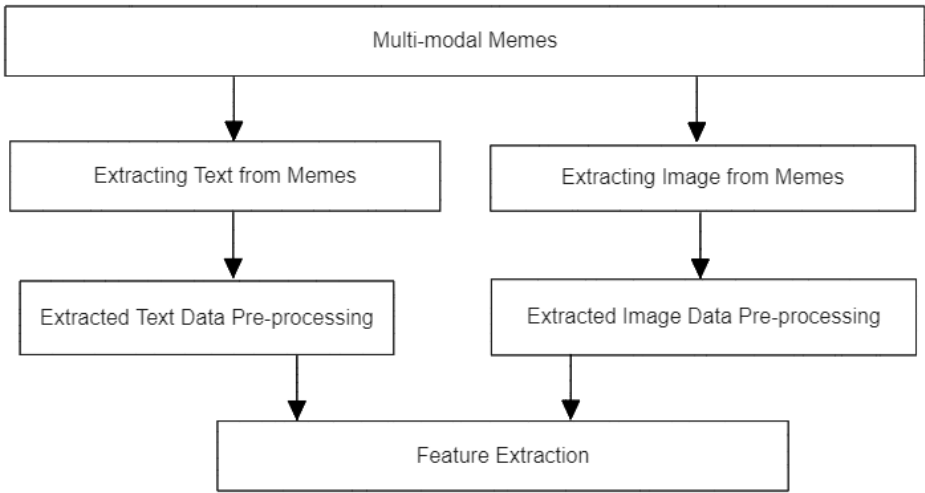 Multi-modal Memes
Extracting Text from Memes
Extracting Image from Memes
Extracted Text Data Pre-processing
Extracted Image Data Pre-processing
Feature Extraction